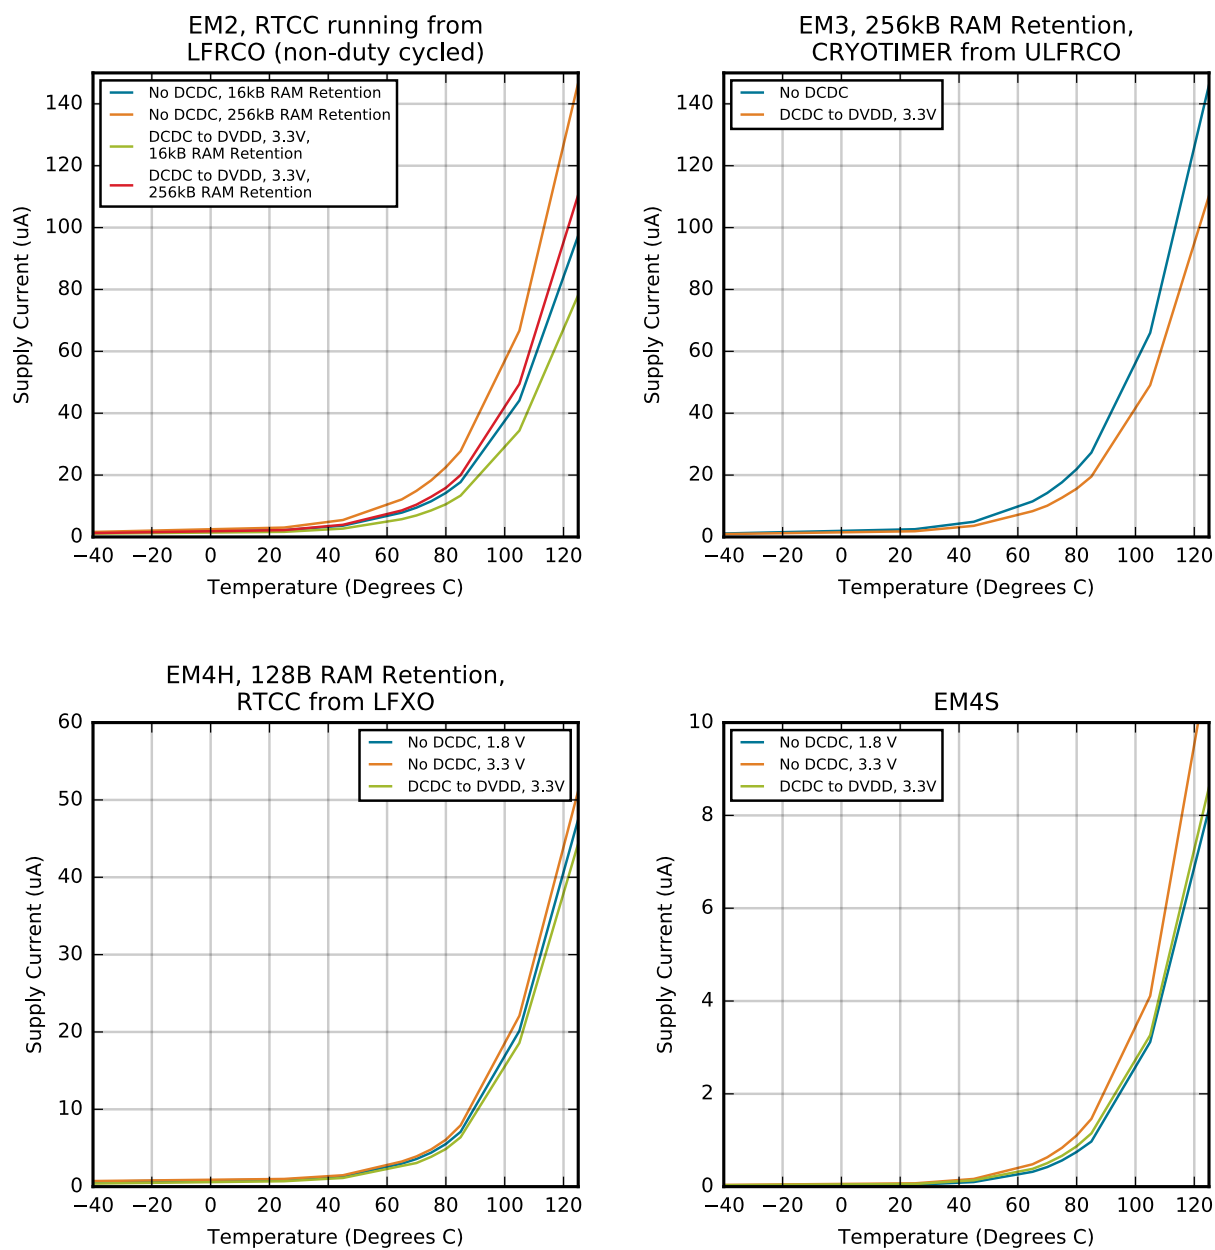 EM2, RTCC running from
LFRCO (non-duty cycled)
No DCDC, 16kB RAM Retention
No DCDC, 256kB RAM Retention
DCDC to DVDD, 3.3V,
16kB RAM Retention
DCDC to DVDD, 3.3V,
256kB RAM Retention
140
120
100
80
60
40
20
0
Supply Current (uA)
−40 −20 0 20 40 60 80 100 120
Temperature (Degrees C)
EM3, 256kB RAM Retention,
CRYOTIMER from ULFRCO
No DCDC
DCDC to DVDD, 3.3V
140
120
100
80
60
40
20
0
Supply Current (uA)
−40 −20 0 20 40 60 80 100 120
Temperature (Degrees C)
EM4H, 128B RAM Retention,
RTCC from LFXO
No DCDC, 1.8 V
No DCDC, 3.3 V
DCDC to DVDD, 3.3V
60
50
40
30
20
10
0
Supply Current (uA)
−40 −20 0 20 40 60 80 100 120
Temperature (Degrees C)
EM4S
No DCDC, 1.8 V
No DCDC, 3.3 V
DCDC to DVDD, 3.3V
10
8
6
4
2
0
Supply Current (uA)
−40 −20 0 20 40 60 80 100 120
Temperature (Degrees C)